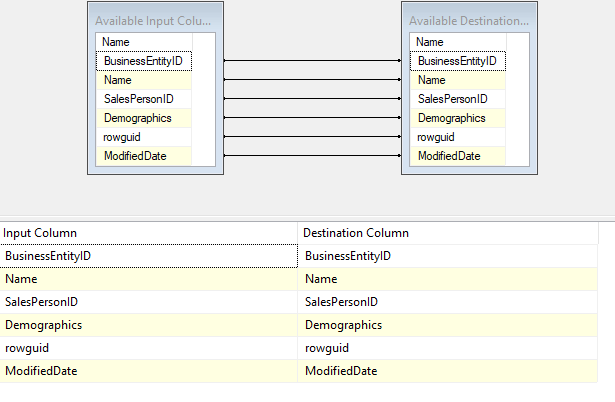 Available Input Colu... Available Destination...
Name Name
BusinessEntityID BusinessEntityID
Name Name
SalesPersonID SalesPersonID
Demographics Demographics
rowguid rowguid
ModifiedDate ModifiedDate
Input Column Destination Column
BusinessEntityID BusinessEntityID
Name Name
SalesPersonID SalesPersonID
Demographics Demographics
rowguid rowguid
ModifiedDate ModifiedDate